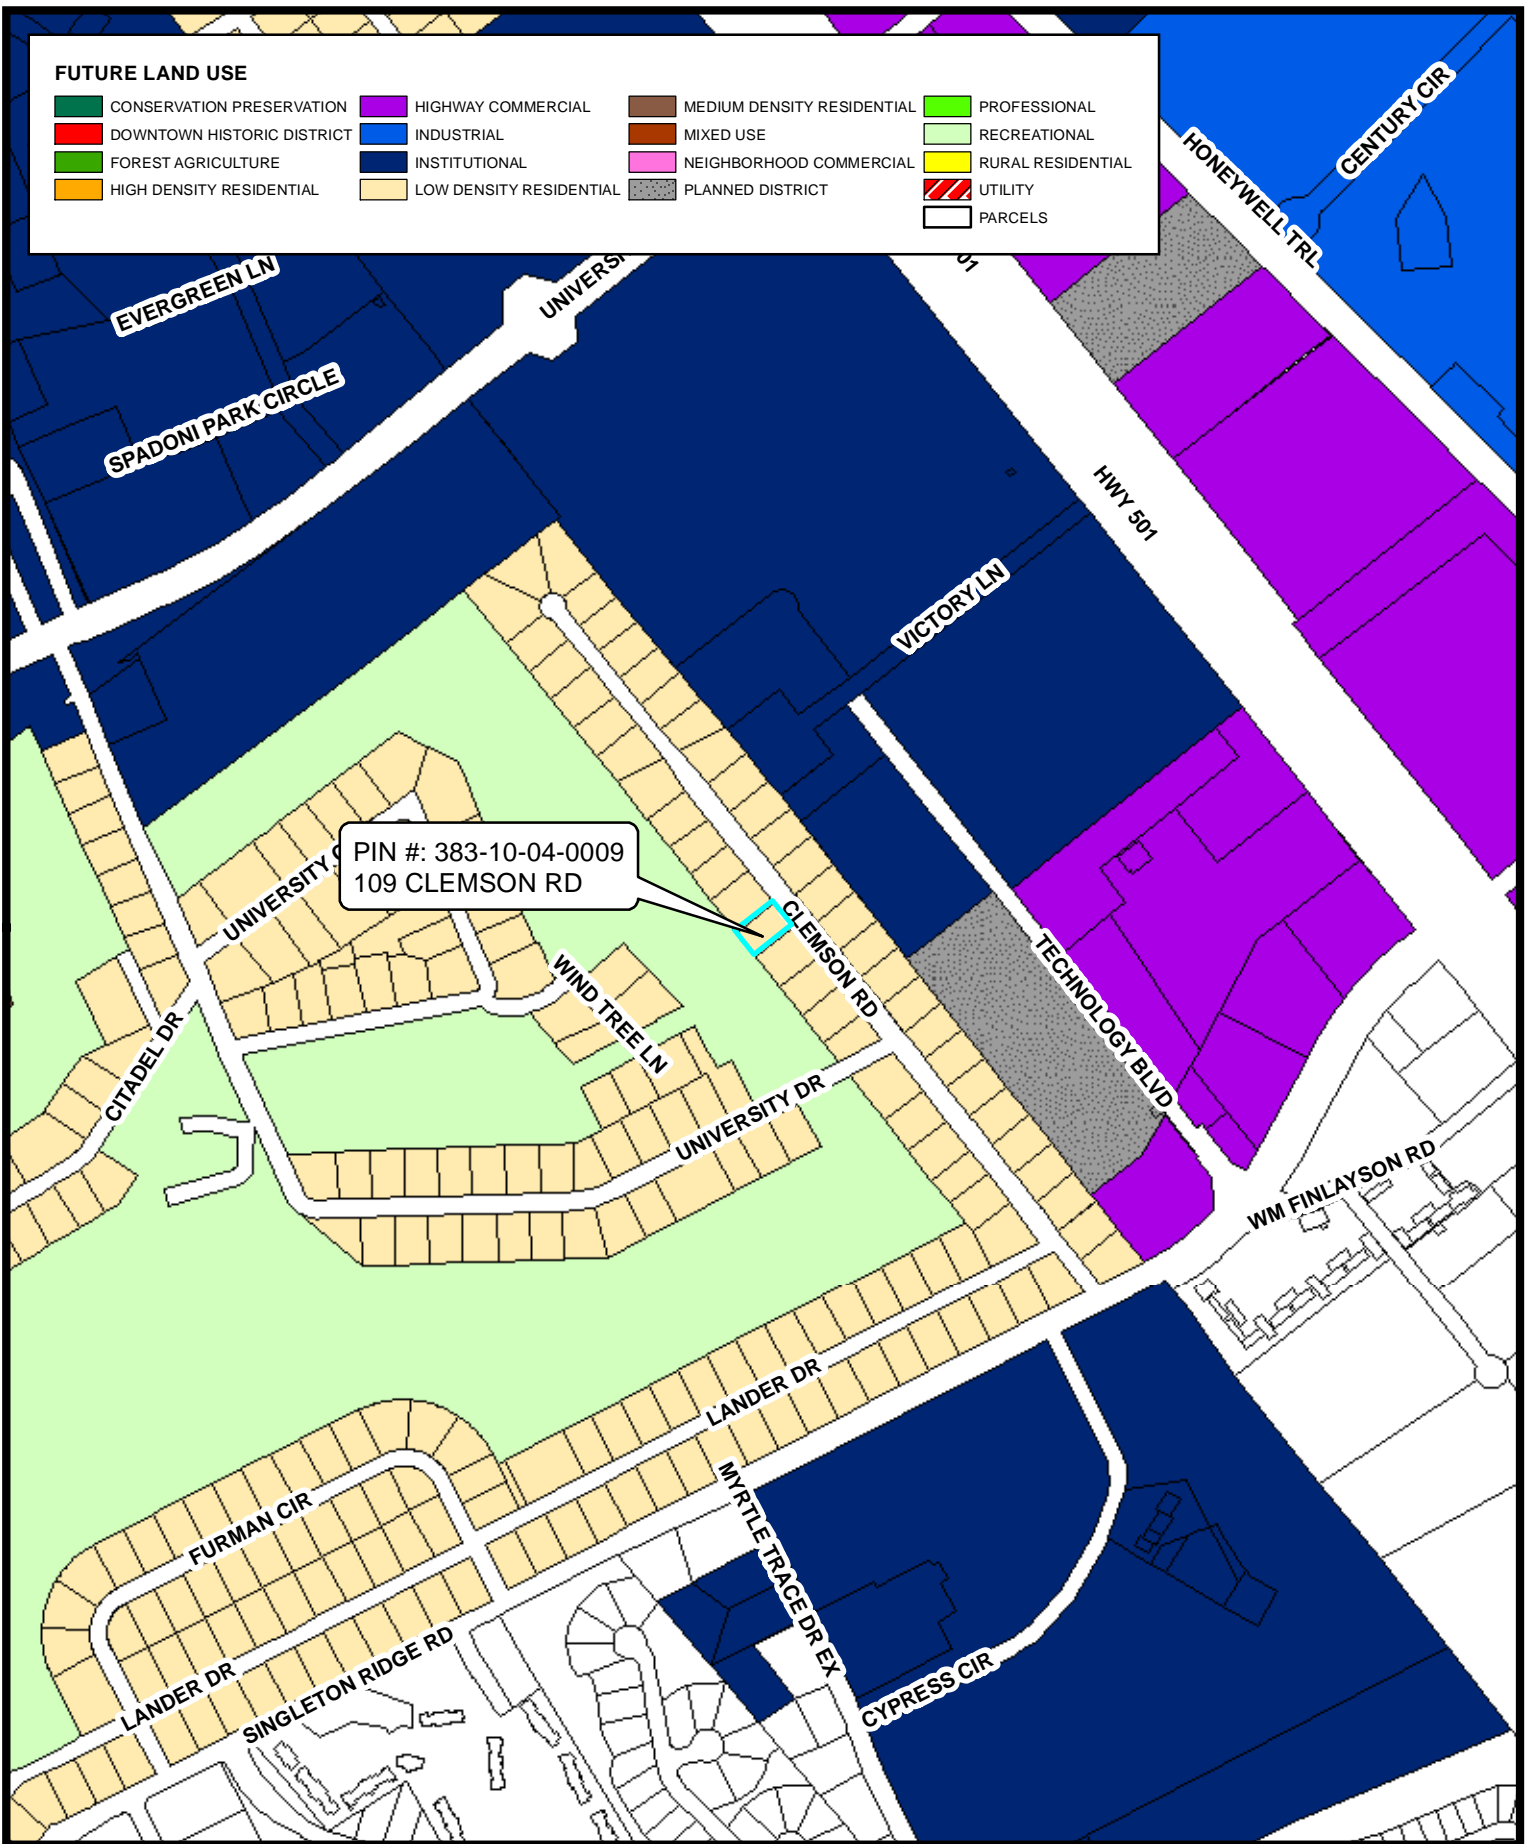 FUTURE LAND USE
CONSERVATION PRESERVATION
DOWNTOWN HISTORIC DISTRICT
FOREST AGRICULTURE
HIGH DENSITY RESIDENTIAL
HIGHWAY COMMERCIAL
INDUSTRIAL
INSTITUTIONAL
LOW DENSITY RESIDENTIAL
MEDIUM DENSITY RESIDENTIAL
MIXED USE
NEIGHBORHOOD COMMERCIAL
PLANNED DISTRICT
PROFESSIONAL
RECREATIONAL
RURAL RESIDENTIAL
UTILITY
PARCELS
CENTURY CIR
HONEYWELL TRL
EVERGREEN LN
UNIVERSI
01
SPADONI PARK CIRCLE
HWY 501
VICTORY LN
PIN #: 383-10-04-0009
109 CLEMSON RD
UNIVERSITY
CLEMSON RD
WIND TREE LN
TECHNOLOGY BLVD
CITADEL DR
UNIVERSITY DR
WM FINLAYSON RD
LANDER DR
MYRTLE TRACE DR EX
FURMAN CIR
SINGLETON RIDGE RD
LANDER DR
CYPRESS CIR